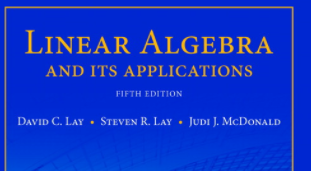 LINEAR ALGEBRA
AND ITS APPLICATIONS
FIFTH EDITION
DAVID C. LAY • STEVEN R. LAY • JUDI J. MCDONALD